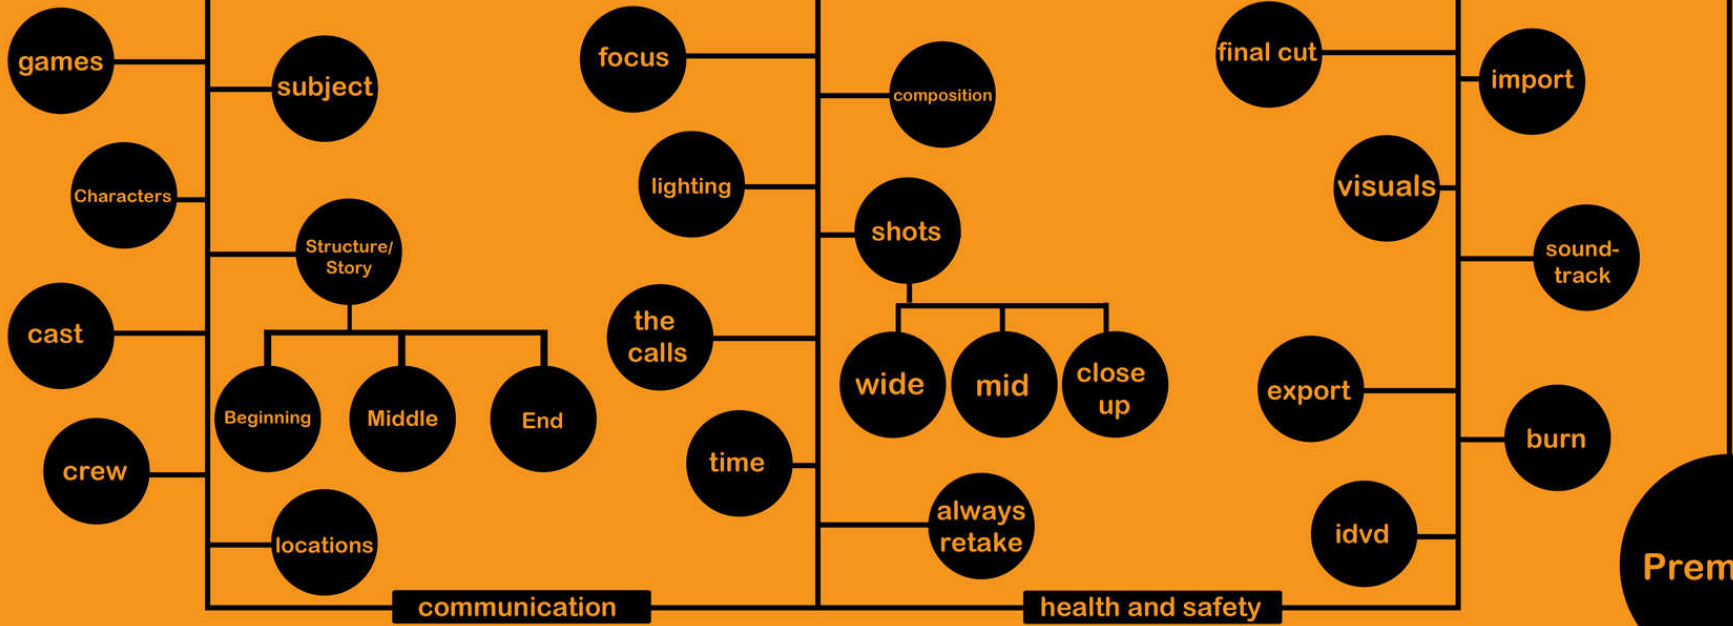 games
subject
Characters
Structure/
Story
cast
Beginning
Middle
End
crew
locations
communication
focus
composition
lighting
shots
the
calls
wide
mid
close
up
time
always
retake
health and safety
final cut
import
visuals
sound-
track
export
burn
idvd
Prem